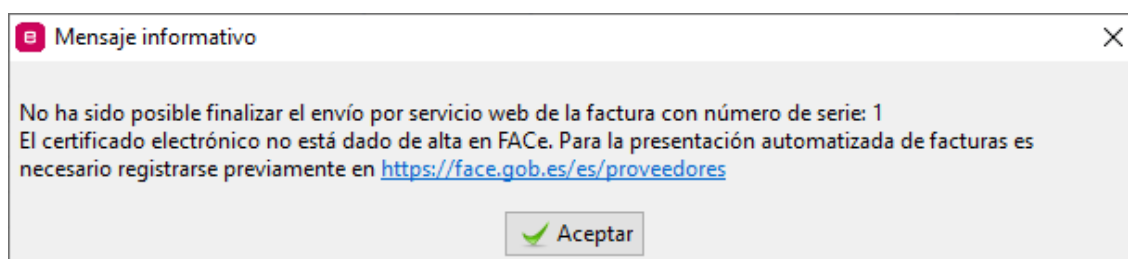 Mensaje informativo
No ha sido posible finalizar el envío por servicio web de la factura con número de serie: 1
El certificado electrónico no está dado de alta en FACe. Para la presentación automatizada de facturas es
necesario registrarse previamente en https://face.gob.es/es/proveedores
Aceptar